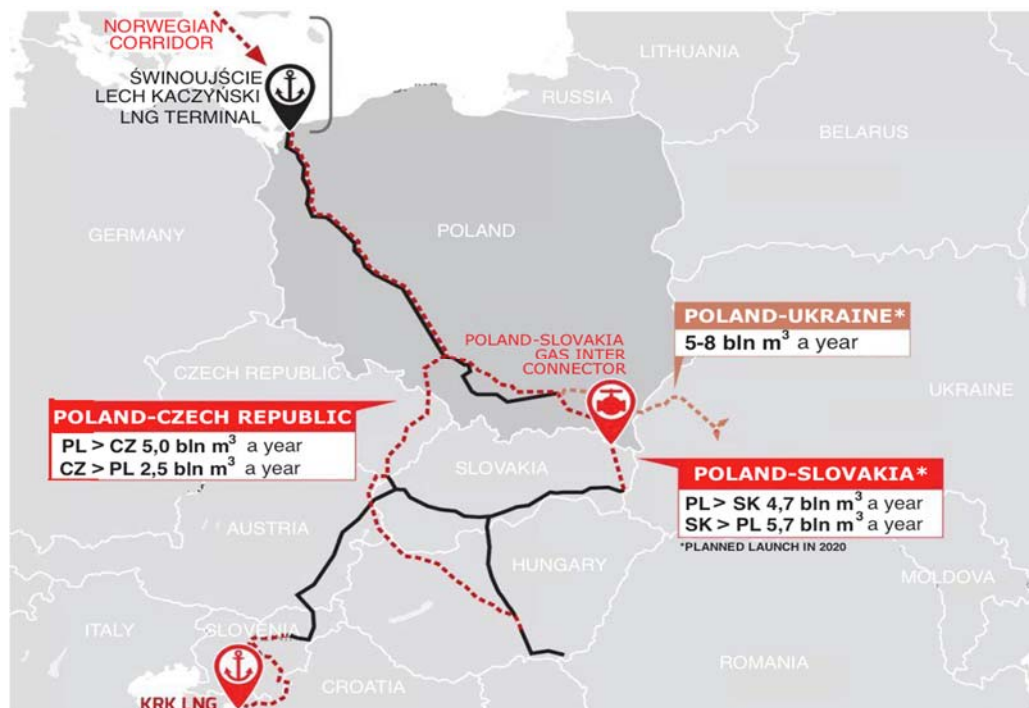 NORWEGIAN
CORRIDOR
ŚWINOUJŚCIE
LECH KACZYŃSKI
LNG TERMINAL
LITHUANIA
RUSSIA
BELARUS
GERMANY
POLAND
POLAND-SLOVAKIA
GAS INTER
CONNECTOR
POLAND-UKRAINE*
5-8 bln m³ a year
CZECH REPUBLIC
UKRAINE
POLAND-CZECH REPUBLIC
PL > CZ 5,0 bln m³ a year
CZ > PL 2,5 bln m³ a year
SLOVAKIA
POLAND-SLOVAKIA*
PL > SK 4,7 bln m³ a year
SK > PL 5,7 bln m³ a year
*PLANNED LAUNCH IN 2020
AUSTRIA
HUNGARY
MOLDOVA
ITALY
SLOVENIA
ROMANIA
CROATIA
KRK LNG